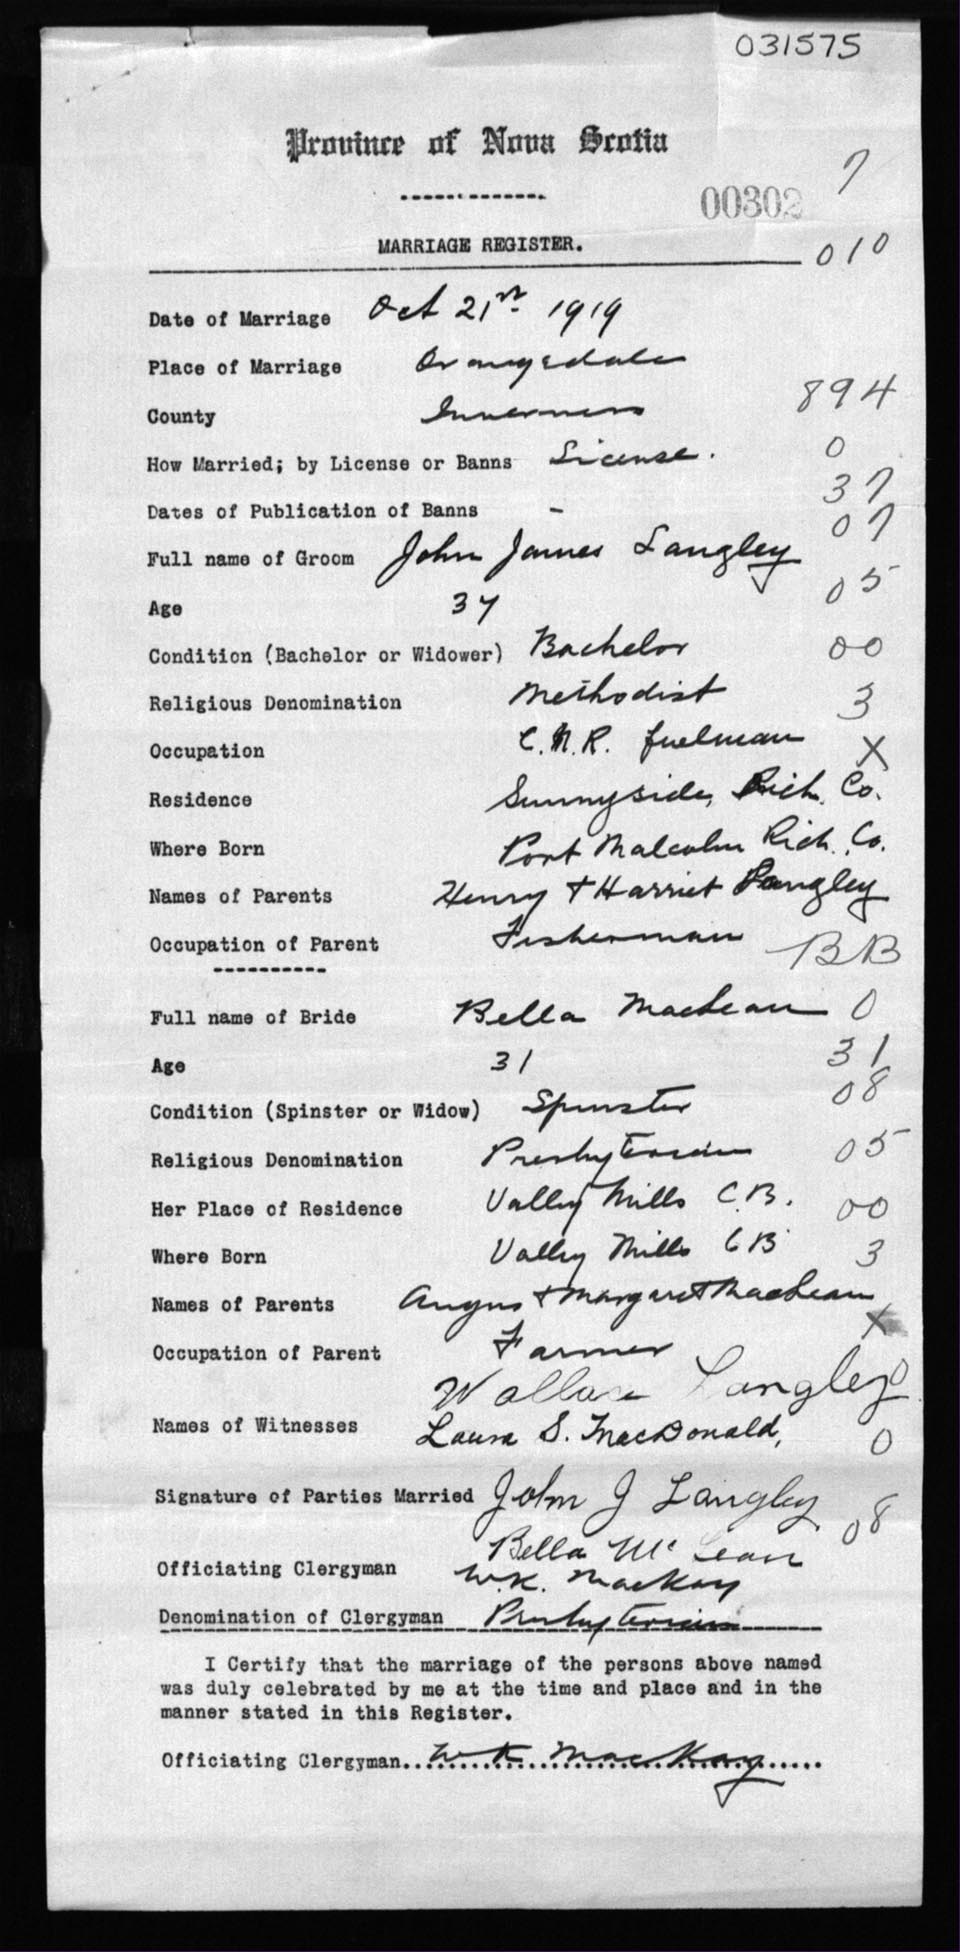 031575
Province of Nova Scotia
7
00302
MARRIAGE REGISTER.
010
Date of Marriage Oct 21st 1919
Place of Marriage Orangedale
County Inverness 894
How Married; by License or Banns License. 0
37
Dates of Publication of Banns - 07
Full name of Groom John James Langley
Age 37 05
Condition (Bachelor or Widower) Bachelor 00
Religious Denomination Methodist 3
Occupation C.N.R. fuelman X
Residence Sunnyside, Rich. Co.
Where Born Port Malcolm Rich. Co.
Names of Parents Henry + Harriet Langley
Occupation of Parent Fisherman BB
Full name of Bride Bella MacLean 0
Age 31 31
08
Condition (Spinster or Widow) Spinster
Religious Denomination Presbyterian 05
Her Place of Residence Valley Mills C.B. 00
Where Born Valley Mills C B 3
Names of Parents Angus + Margaret MacLean
X
Occupation of Parent Farmer
Wallace Langley 0
Names of Witnesses Laura S. MacDonald, 0
Signature of Parties Married John J Langley
08
Bella Mc Lean
Officiating Clergyman W.K. MacKay
Denomination of Clergyman Presbyterian
I Certify that the marriage of the persons above named
was duly celebrated by me at the time and place and in the
manner stated in this Register.
Officiating Clergyman W K MacKay